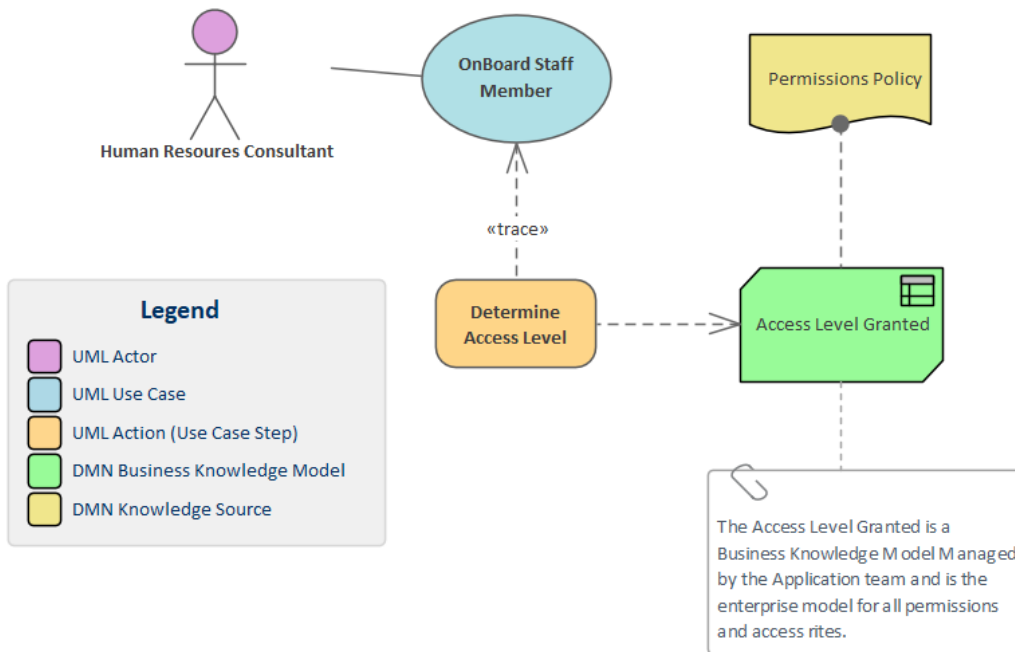 OnBoard Staff
Member
Permissions Policy
Human Resoures Consultant
«trace»
Legend
UML Actor
UML Use Case
UML Action (Use Case Step)
DMN Business Knowledge Model
DMN Knowledge Source
Determine
Access Level
Access Level Granted
The Access Level Granted is a
Business Knowledge Model Managed
by the Application team and is the
enterprise model for all permissions
and access rites.